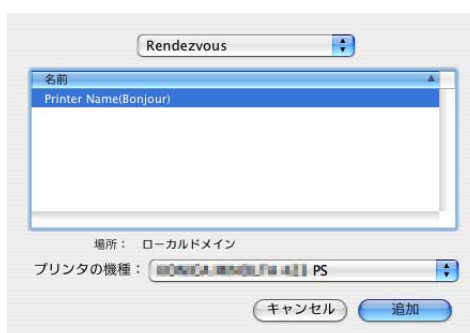 Rendezvous
名前
Printer Name(Bonjour)
場所： ローカルドメイン
プリンタの機種： PS
キャンセル 追加